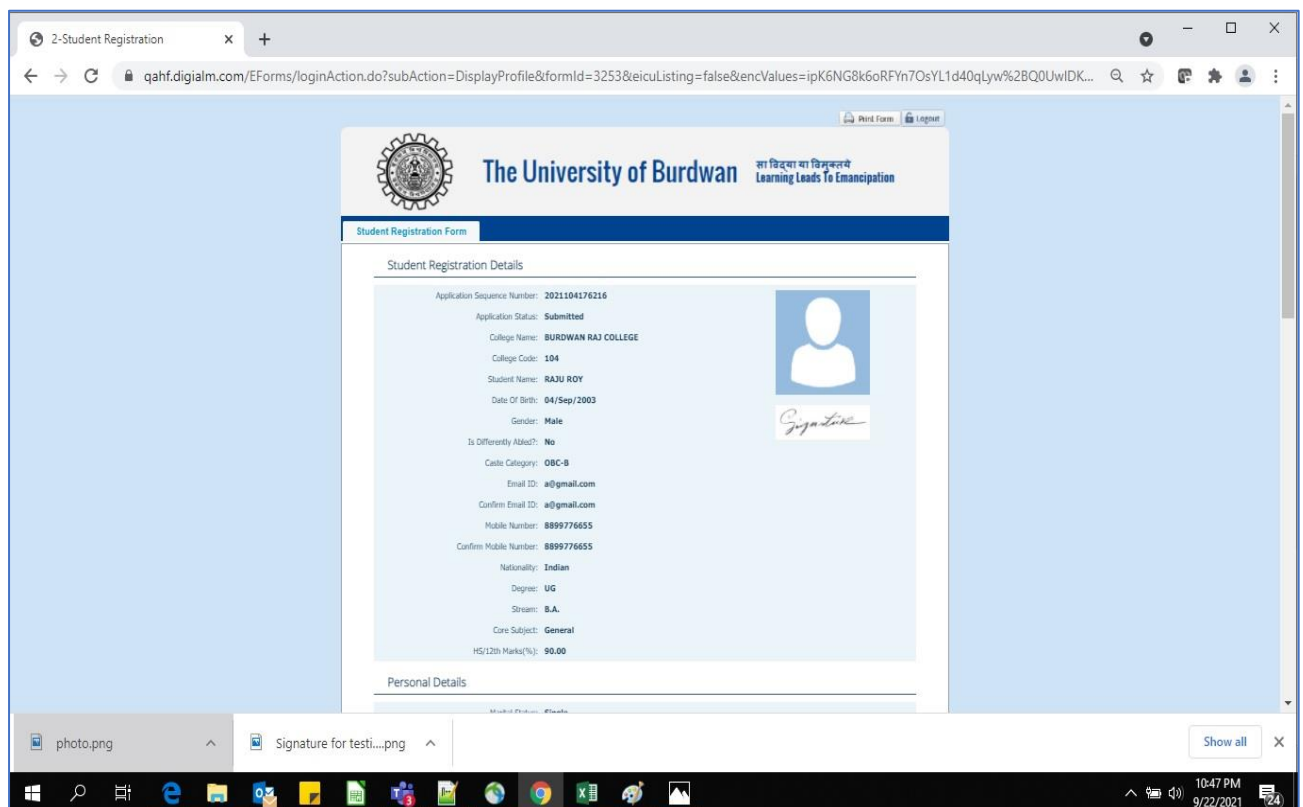 2-Student Registration
qahf.digialm.com/EForms/loginAction.do?subAction=DisplayProfile&formId=3253&eicuListing=false&encValues=ipK6NG8k6oRFYn7OsYL1d40qLyw%2BQ0UwIDK...
Print Form Logout
The University of Burdwan
सा विद्या या विमुक्तये
Learning Leads To Emancipation
Student Registration Form
Student Registration Details
Application Sequence Number: 2021104176216
Application Status: Submitted
College Name: BURDWAN RAJ COLLEGE
College Code: 104
Student Name: RAJU ROY
Date Of Birth: 04/Sep/2003
Gender: Male
Signature
Is Differently Abled?: No
Caste Category: OBC-B
Email ID: a@gmail.com
Confirm Email ID: a@gmail.com
Mobile Number: 8899776655
Confirm Mobile Number: 8899776655
Nationality: Indian
Degree: UG
Stream: B.A.
Core Subject: General
HS/12th Marks(%): 90.00
Personal Details
Marital Status: Single
photo.png
Signature for testi....png
Show all
10:47 PM
9/22/2021
24